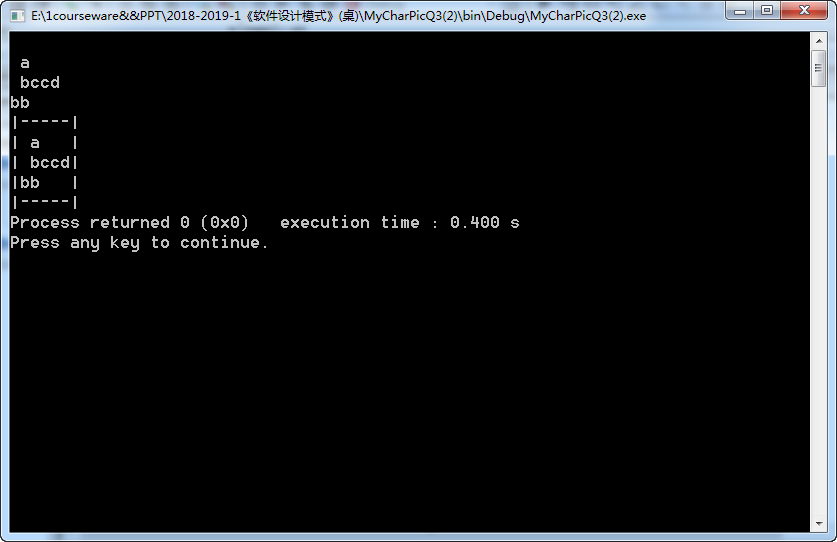 E:\1courseware&&PPT\2018-2019-1《软件设计模式》(桌)\MyCharPicQ3(2)\bin\Debug\MyCharPicQ3(2).exe
 a
 bccd
bb
|-----|
| a   |
| bccd|
|bb   |
|-----|
Process returned 0 (0x0)   execution time : 0.400 s
Press any key to continue.